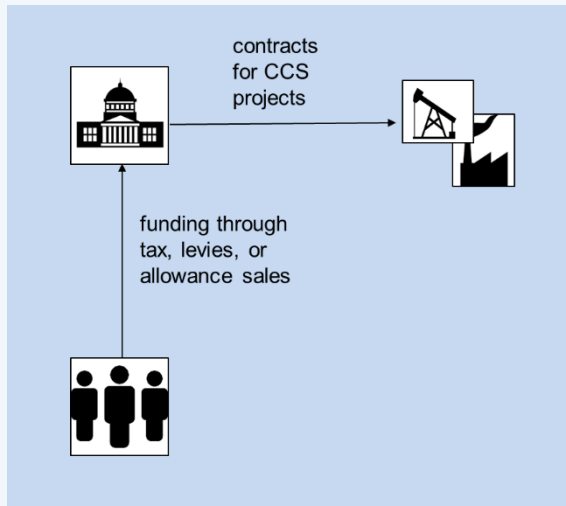 contracts
for CCS
projects
funding through
tax, levies, or
allowance sales